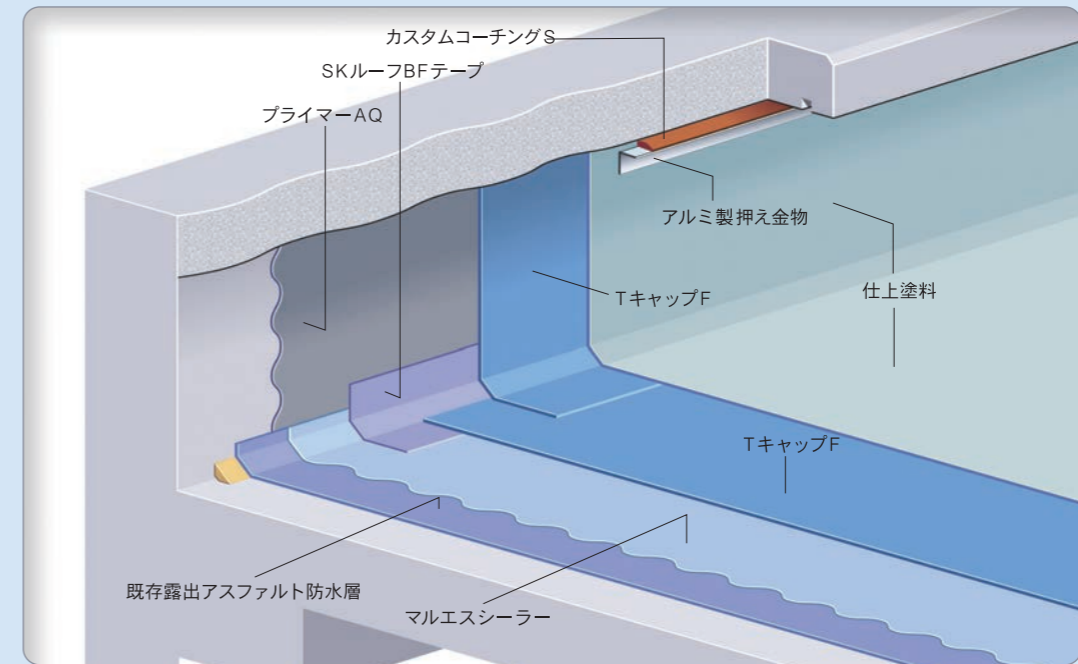 カスタムコーチングS
SKルーフBFテープ
プライマーAQ
アルミ製押え金物
TキャップF
仕上塗料
TキャップF
既存露出アスファルト防水層
マルエスシーラー